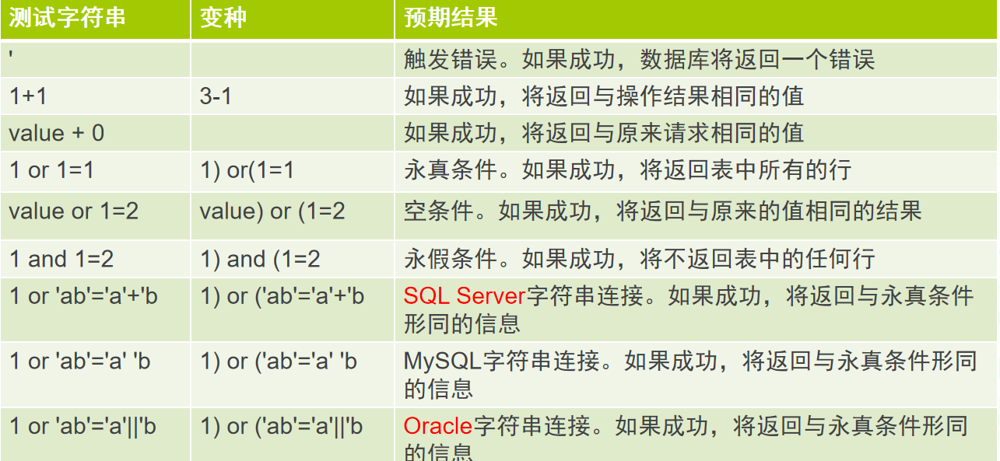 测试字符串 变种 预期结果
' 触发错误。如果成功，数据库将返回一个错误
1+1 3-1 如果成功，将返回与操作结果相同的值
value + 0 如果成功，将返回与原来请求相同的值
1 or 1=1 1) or(1=1 永真条件。如果成功，将返回表中所有的行
value or 1=2 value) or (1=2 空条件。如果成功，将返回与原来的值相同的结果
1 and 1=2 1) and (1=2 永假条件。如果成功，将不返回表中的任何行
1 or 'ab'='a'+'b 1) or ('ab'='a'+'b SQL Server字符串连接。如果成功，将返回与永真条件
形同的信息
1 or 'ab'='a' 'b 1) or ('ab'='a' 'b MySQL字符串连接。如果成功，将返回与永真条件形同
的信息
1 or 'ab'='a'||'b 1) or ('ab'='a'||'b Oracle字符串连接。如果成功，将返回与永真条件形同
的信息